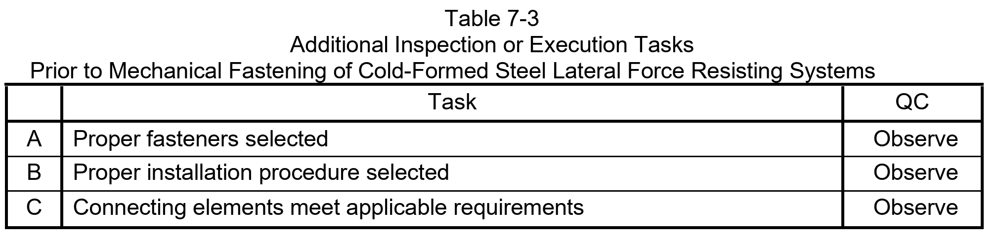 Table 7-3
Additional Inspection or Execution Tasks
Prior to Mechanical Fastening of Cold-Formed Steel Lateral Force Resisting Systems
Task QC
A Proper fasteners selected Observe
B Proper installation procedure selected Observe
C Connecting elements meet applicable requirements Observe